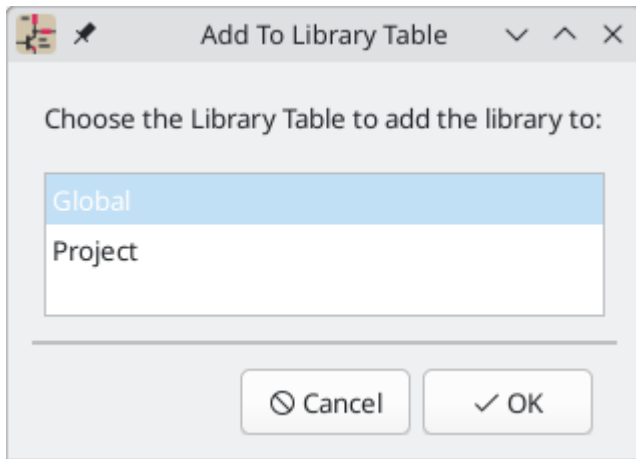 Add To Library Table
Choose the Library Table to add the library to:
Global
Project
Cancel
OK